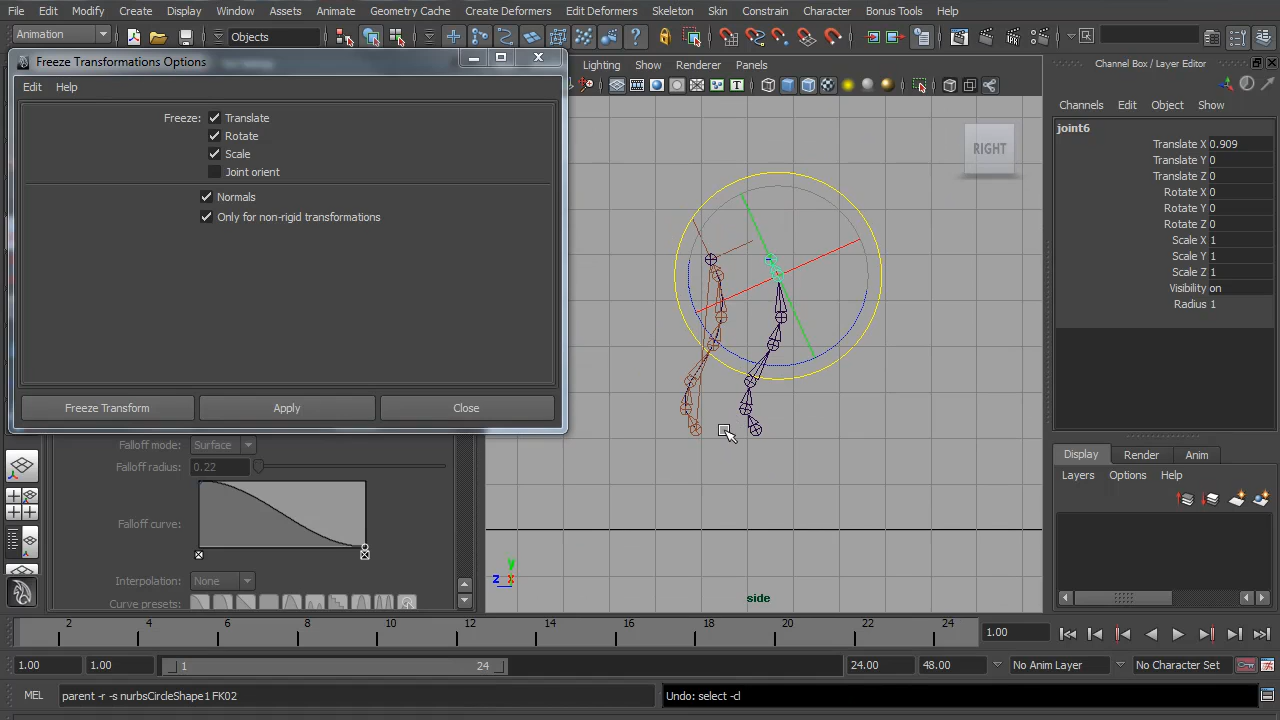 File Edit Modify Create Display Window Assets Animate Geometry Cache Create Deformers Edit Deformers Skeleton Skin Constrain Character Bonus Tools Help
Animation
Objects
Freeze Transformations Options
Edit Help
Freeze: Translate
Rotate
Scale
Joint orient
Normals
Only for non-rigid transformations
Freeze Transform Apply Close
Falloff mode: Surface
Falloff radius: 0.22
Falloff curve:
Interpolation: None
Curve presets:
Lighting Show Renderer Panels
RIGHT
y
z x
side
Channel Box / Layer Editor
Channels Edit Object Show
joint6
Translate X 0.909
Translate Y 0
Translate Z 0
Rotate X 0
Rotate Y 0
Rotate Z 0
Scale X 1
Scale Y 1
Scale Z 1
Visibility on
Radius 1
Display Render Anim
Layers Options Help
2 4 6 8 10 12 14 16 18 20 22 24
1.00
1.00 1.00 1 24 24.00 48.00 No Anim Layer No Character Set
MEL parent -r -s nurbsCircleShape1 FK02 Undo: select -cl